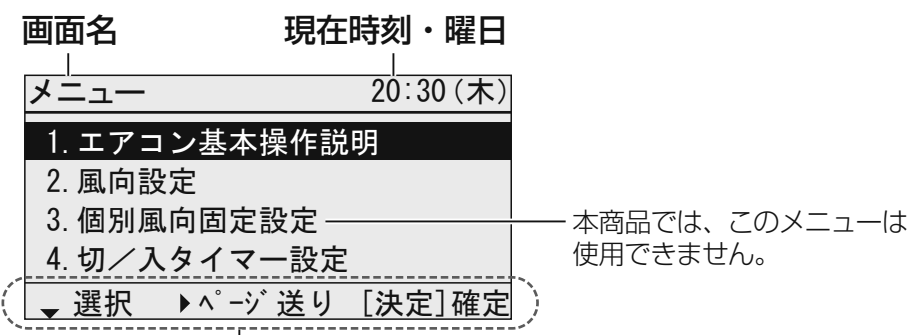 画面名 現在時刻・曜日
メニュー 20:30(木)
1.エアコン基本操作説明
2.風向設定
3.個別風向固定設定
本商品では、このメニューは
使用できません。
4.切／入タイマー設定
選択 ﾍﾟｰｼﾞ送り [決定]確定